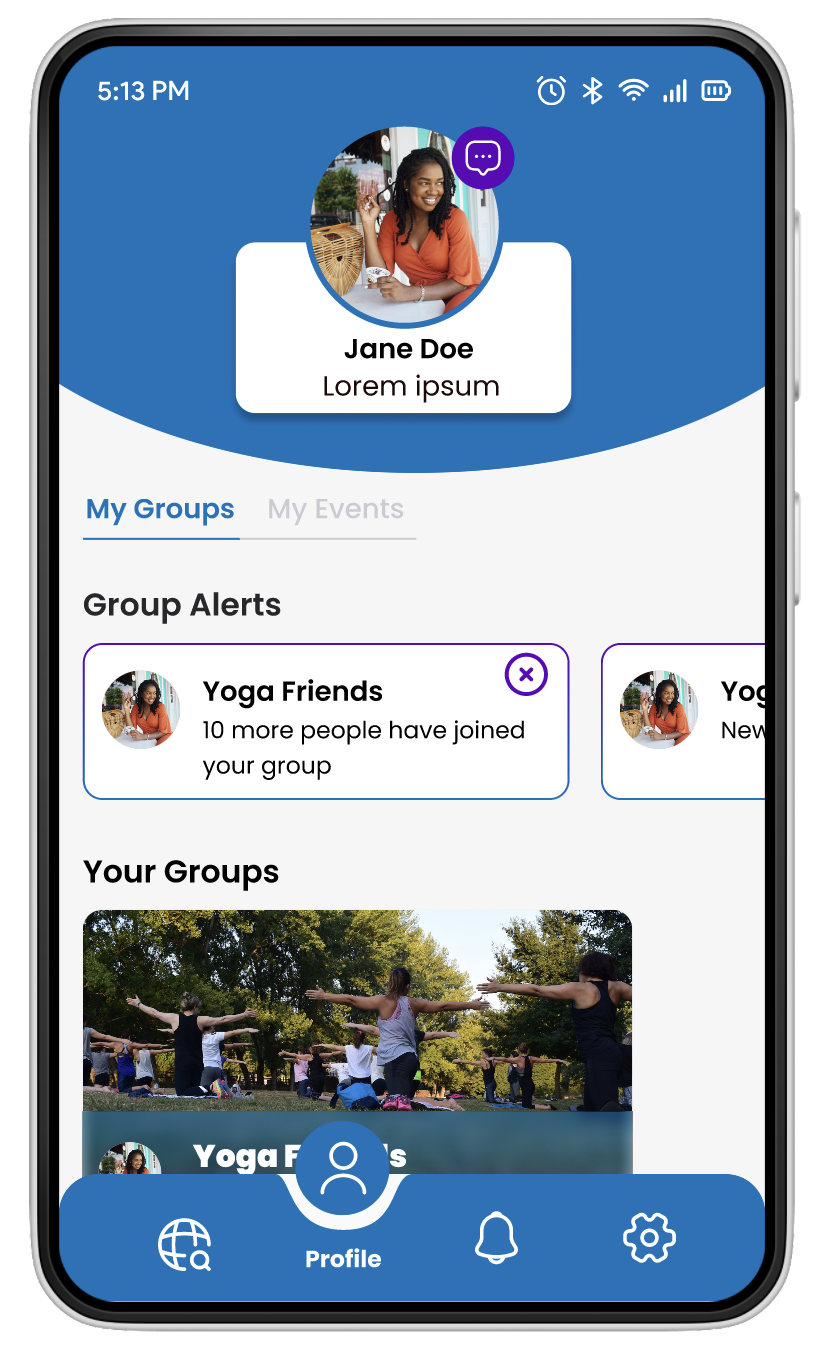 5:13 PM
Jane Doe
Lorem ipsum
My Groups My Events
Group Alerts
Yoga Friends
10 more people have joined
your group
Yog
New
Your Groups
Yoga F ds
Profile